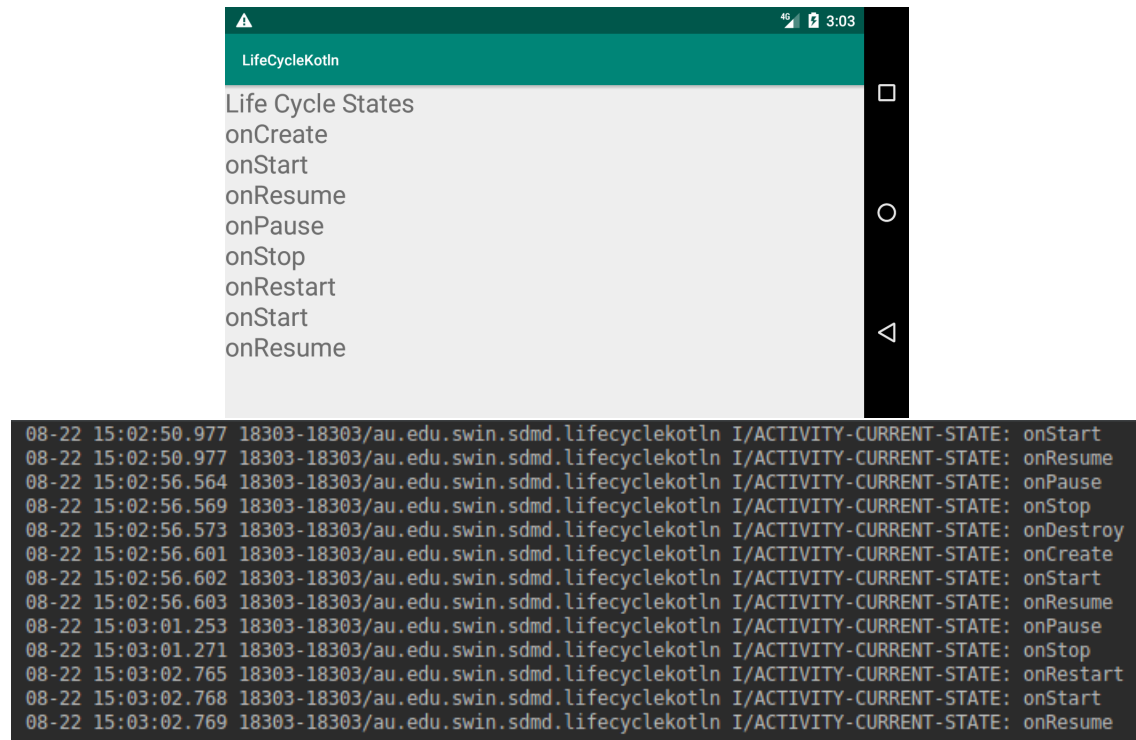 4G 3:03
LifeCycleKotln
Life Cycle States
onCreate
onStart
onResume
onPause
onStop
onRestart
onStart
onResume
08-22 15:02:50.977 18303-18303/au.edu.swin.sdmd.lifecyclekotln I/ACTIVITY-CURRENT-STATE: onStart
08-22 15:02:50.977 18303-18303/au.edu.swin.sdmd.lifecyclekotln I/ACTIVITY-CURRENT-STATE: onResume
08-22 15:02:56.564 18303-18303/au.edu.swin.sdmd.lifecyclekotln I/ACTIVITY-CURRENT-STATE: onPause
08-22 15:02:56.569 18303-18303/au.edu.swin.sdmd.lifecyclekotln I/ACTIVITY-CURRENT-STATE: onStop
08-22 15:02:56.573 18303-18303/au.edu.swin.sdmd.lifecyclekotln I/ACTIVITY-CURRENT-STATE: onDestroy
08-22 15:02:56.601 18303-18303/au.edu.swin.sdmd.lifecyclekotln I/ACTIVITY-CURRENT-STATE: onCreate
08-22 15:02:56.602 18303-18303/au.edu.swin.sdmd.lifecyclekotln I/ACTIVITY-CURRENT-STATE: onStart
08-22 15:02:56.603 18303-18303/au.edu.swin.sdmd.lifecyclekotln I/ACTIVITY-CURRENT-STATE: onResume
08-22 15:03:01.253 18303-18303/au.edu.swin.sdmd.lifecyclekotln I/ACTIVITY-CURRENT-STATE: onPause
08-22 15:03:01.271 18303-18303/au.edu.swin.sdmd.lifecyclekotln I/ACTIVITY-CURRENT-STATE: onStop
08-22 15:03:02.765 18303-18303/au.edu.swin.sdmd.lifecyclekotln I/ACTIVITY-CURRENT-STATE: onRestart
08-22 15:03:02.768 18303-18303/au.edu.swin.sdmd.lifecyclekotln I/ACTIVITY-CURRENT-STATE: onStart
08-22 15:03:02.769 18303-18303/au.edu.swin.sdmd.lifecyclekotln I/ACTIVITY-CURRENT-STATE: onResume